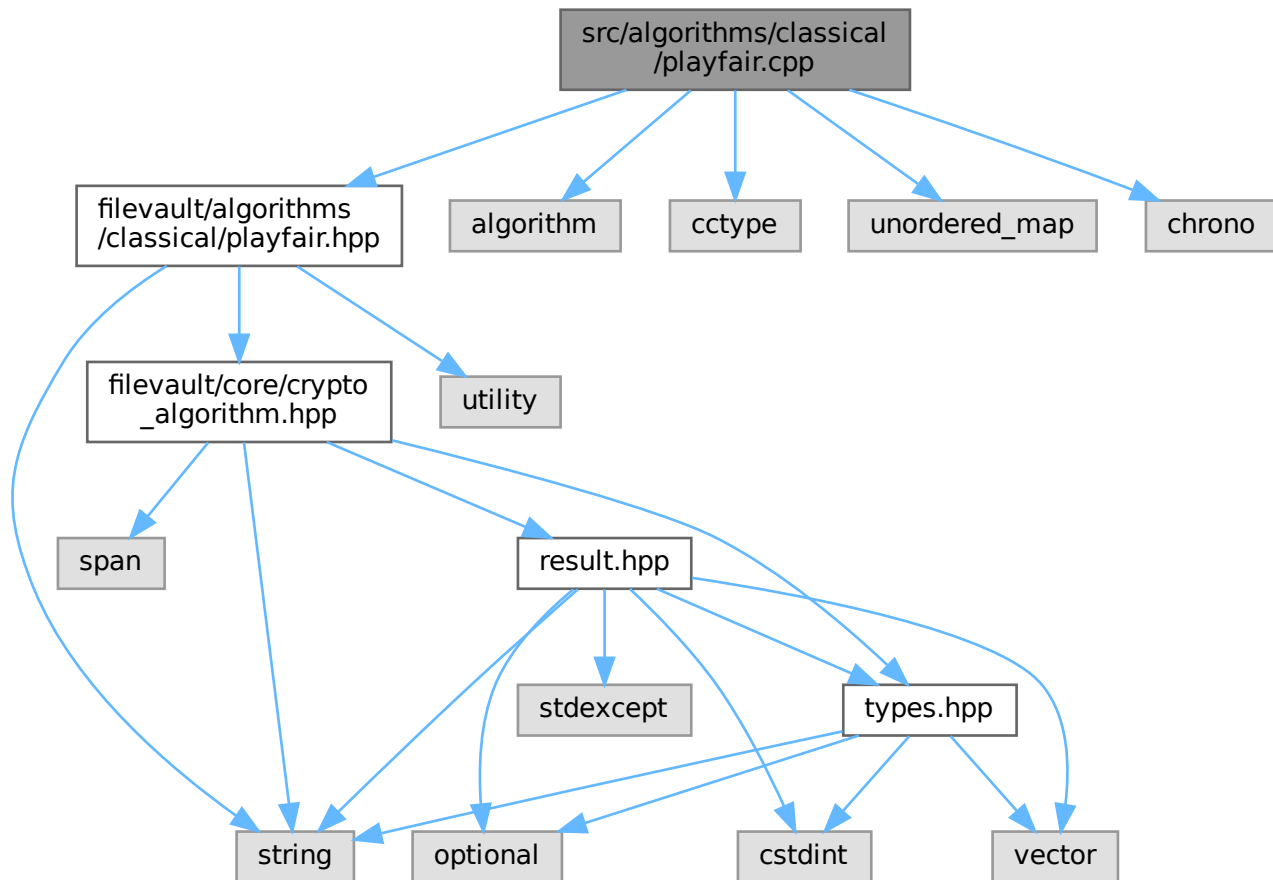 src/algorithms/classical
/playfair.cpp
filevault/algorithms
/classical/playfair.hpp
algorithm
cctype
unordered_map
chrono
filevault/core/crypto
_algorithm.hpp
utility
span
result.hpp
stdexcept
types.hpp
string
optional
cstdint
vector